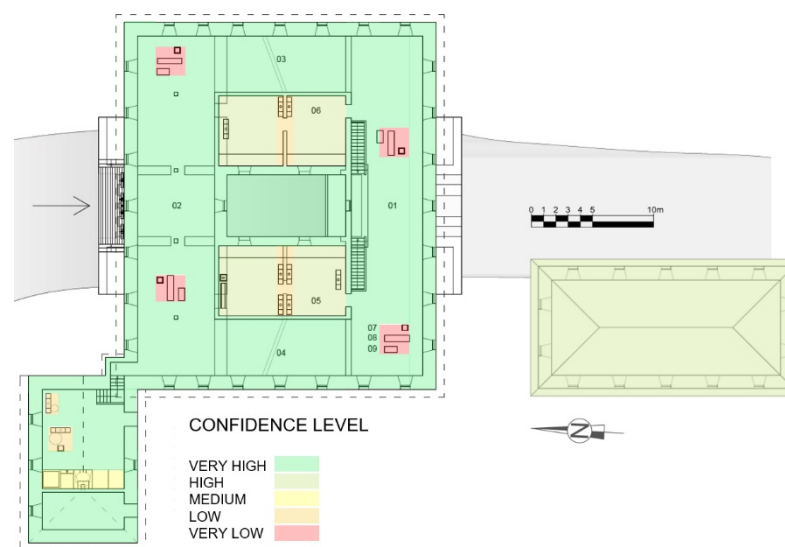 03
06
02
01
05
07
08
09
04
0 1 2 3 4 5 10m
N
CONFIDENCE LEVEL
VERY HIGH
HIGH
MEDIUM
LOW
VERY LOW